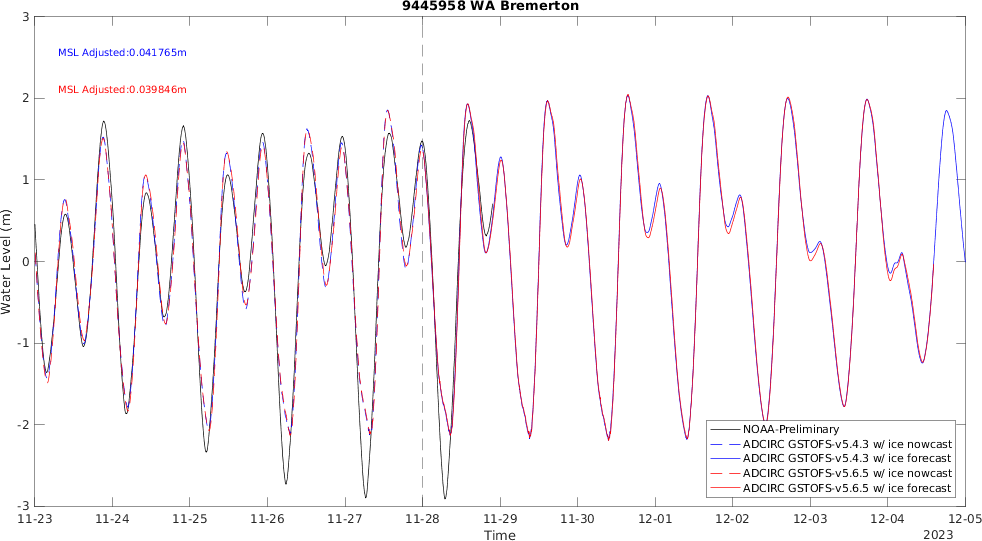 9445958 WA Bremerton
MSL Adjusted:0.041765m
MSL Adjusted:0.039846m
Water Level (m)
3
2
1
0
-1
-2
-3
NOAA-Preliminary
ADCIRC GSTOFS-v5.4.3 w/ ice nowcast
ADCIRC GSTOFS-v5.4.3 w/ ice forecast
ADCIRC GSTOFS-v5.6.5 w/ ice nowcast
ADCIRC GSTOFS-v5.6.5 w/ ice forecast
11-23 11-24 11-25 11-26 11-27 11-28 11-29 11-30 12-01 12-02 12-03 12-04 12-05
Time
2023